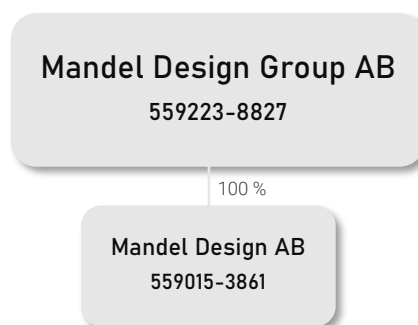 Mandel Design Group AB
559223-8827
100 %
Mandel Design AB
559015-3861